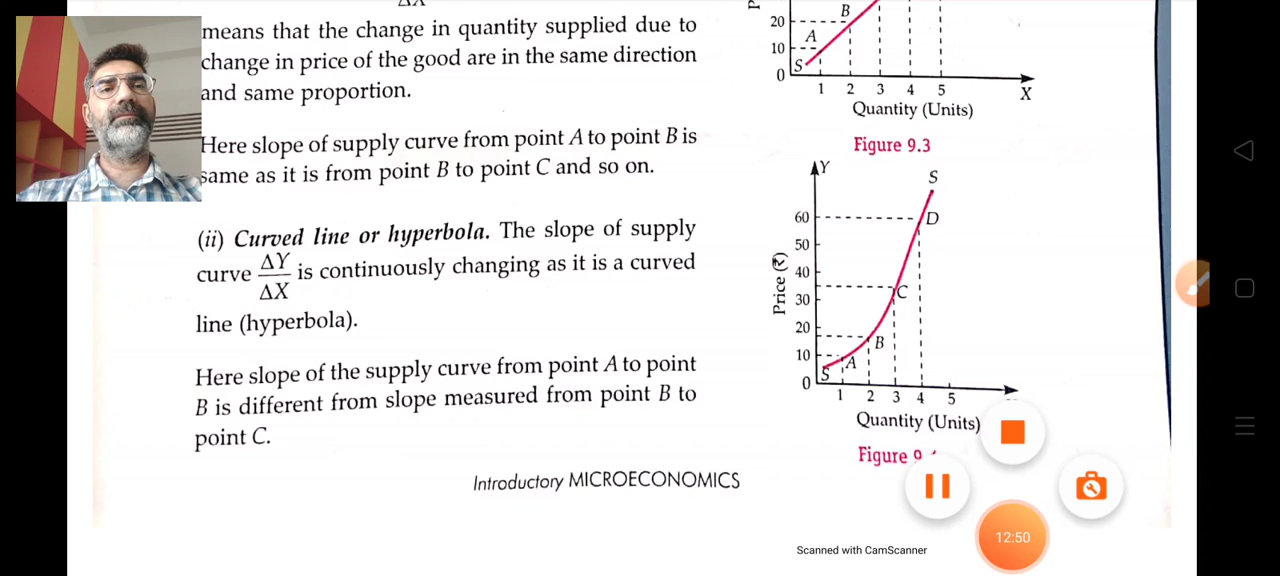 ΔX
means that the change in quantity supplied due to
change in price of the good are in the same direction
and same proportion.
Here slope of supply curve from point A to point B is
same as it is from point B to point C and so on.
(ii) Curved line or hyperbola. The slope of supply
curve ΔY/ΔX is continuously changing as it is a curved
line (hyperbola).
Here slope of the supply curve from point A to point
B is different from slope measured from point B to
point C.
Introductory MICROECONOMICS
20
10
0
B
A
S
1 2 3 4 5
X
Quantity (Units)
Figure 9.3
Y
S
60
50
40
30
20
10
0
Price (₹)
D
C
B
A
S
1 2 3 4 5
Quantity (Units)
Figure 9
12:50
Scanned with CamScanner